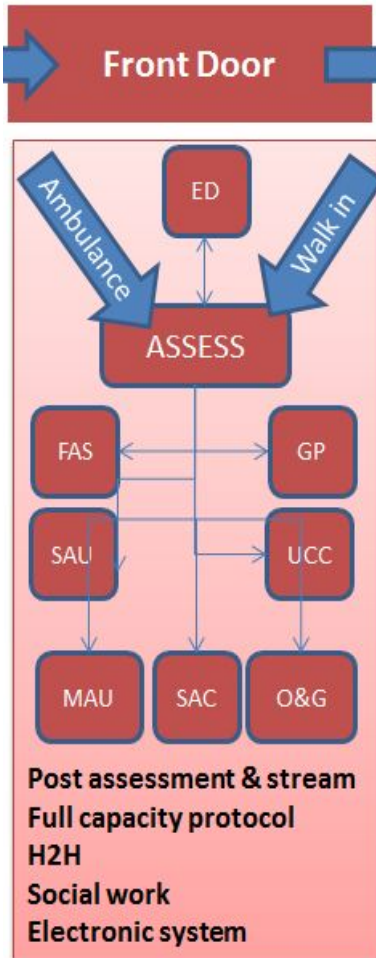 Front Door
ED
Ambulance
Walk in
ASSESS
FAS
GP
SAU
UCC
MAU
SAC
O&G
Post assessment & stream
Full capacity protocol
H2H
Social work
Electronic system